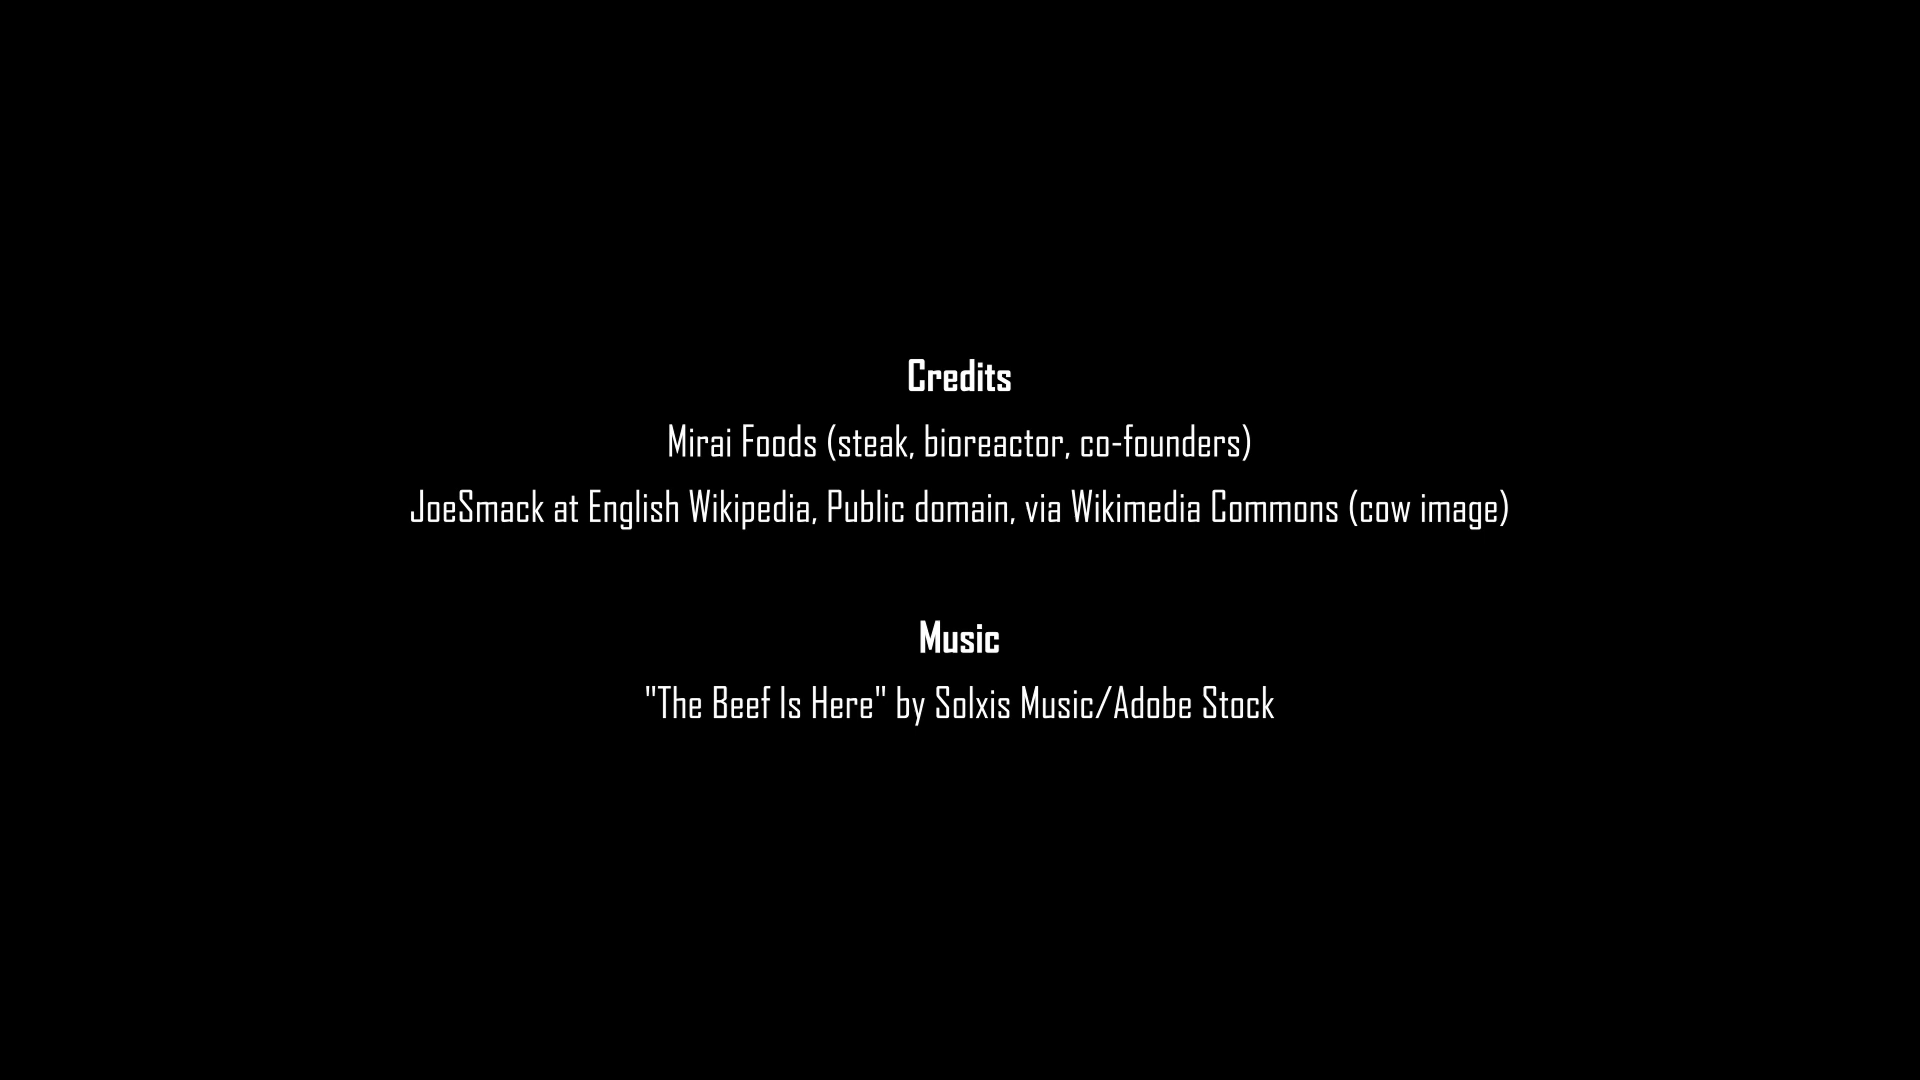 Credits
Mirai Foods (steak, bioreactor, co-founders)
JoeSmack at English Wikipedia, Public domain, via Wikimedia Commons (cow image)
Music
"The Beef Is Here" by Solxis Music/Adobe Stock